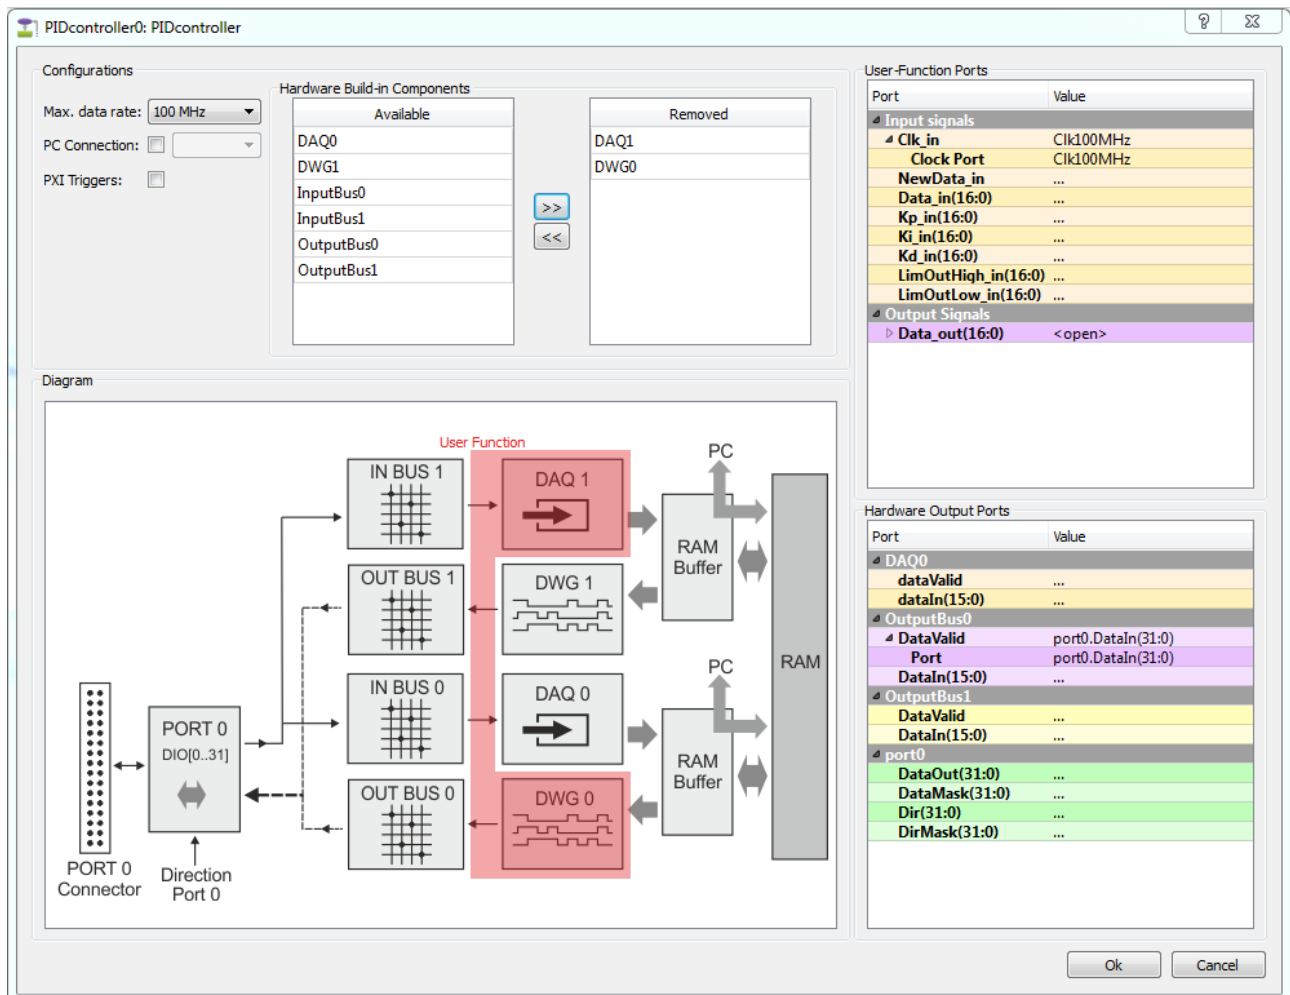 PIDcontroller0: PIDcontroller
Configurations
Max. data rate: 100 MHz
PC Connection:
PXI Triggers:
Hardware Build-in Components
Available
DAQ0
DWG1
InputBus0
InputBus1
OutputBus0
OutputBus1
>>
<<
Removed
DAQ1
DWG0
User-Function Ports
Port Value
Input signals
Clk_in Clk100MHz
Clock Port Clk100MHz
NewData_in ...
Data_in(16:0) ...
Kp_in(16:0) ...
Ki_in(16:0) ...
Kd_in(16:0) ...
LimOutHigh_in(16:0) ...
LimOutLow_in(16:0) ...
Output Signals
Data_out(16:0) <open>
Diagram
User Function
IN BUS 1
DAQ 1
PC
RAM
Buffer
OUT BUS 1
DWG 1
RAM
IN BUS 0
DAQ 0
PC
RAM
Buffer
OUT BUS 0
DWG 0
PORT 0
DIO[0..31]
PORT 0
Connector
Direction
Port 0
Hardware Output Ports
Port Value
DAQ0
dataValid ...
dataIn(15:0) ...
OutputBus0
DataValid port0.DataIn(31:0)
Port port0.DataIn(31:0)
DataIn(15:0) ...
OutputBus1
DataValid ...
DataIn(15:0) ...
port0
DataOut(31:0) ...
DataMask(31:0) ...
Dir(31:0) ...
DirMask(31:0) ...
Ok
Cancel